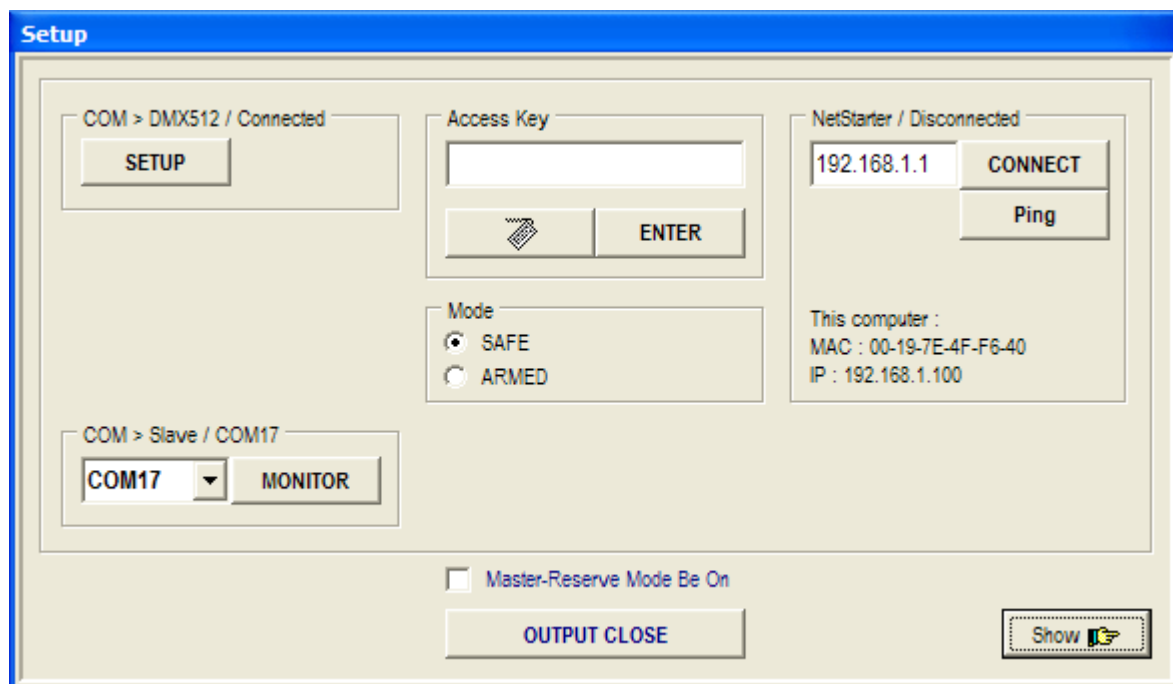 Setup
COM > DMX512 / Connected
SETUP
Access Key
ENTER
NetStarter / Disconnected
192.168.1.1
CONNECT
Ping
Mode
SAFE
ARMED
This computer :
MAC : 00-19-7E-4F-F6-40
IP : 192.168.1.100
COM > Slave / COM17
COM17
MONITOR
Master-Reserve Mode Be On
OUTPUT CLOSE
Show